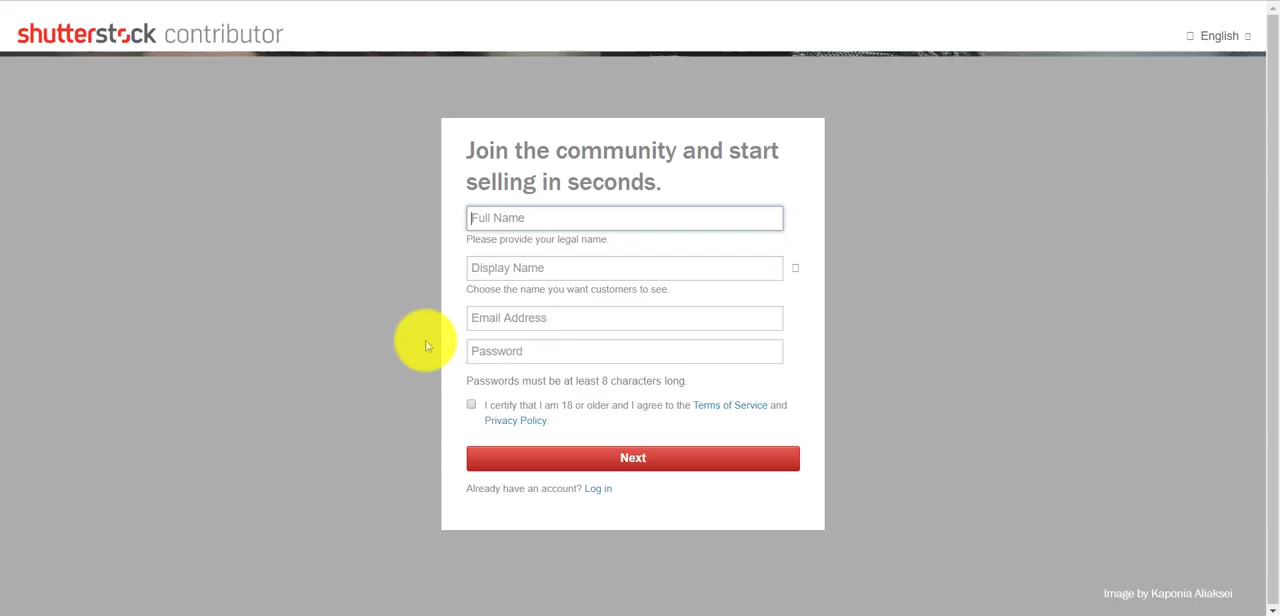 shutterstock contributor
English
Join the community and start
selling in seconds.
Full Name
Please provide your legal name.
Display Name
Choose the name you want customers to see.
Email Address
Password
Passwords must be at least 8 characters long.
I certify that I am 18 or older and I agree to the Terms of Service and
Privacy Policy.
Next
Already have an account? Log in
Image by Kaponia Aliaksei